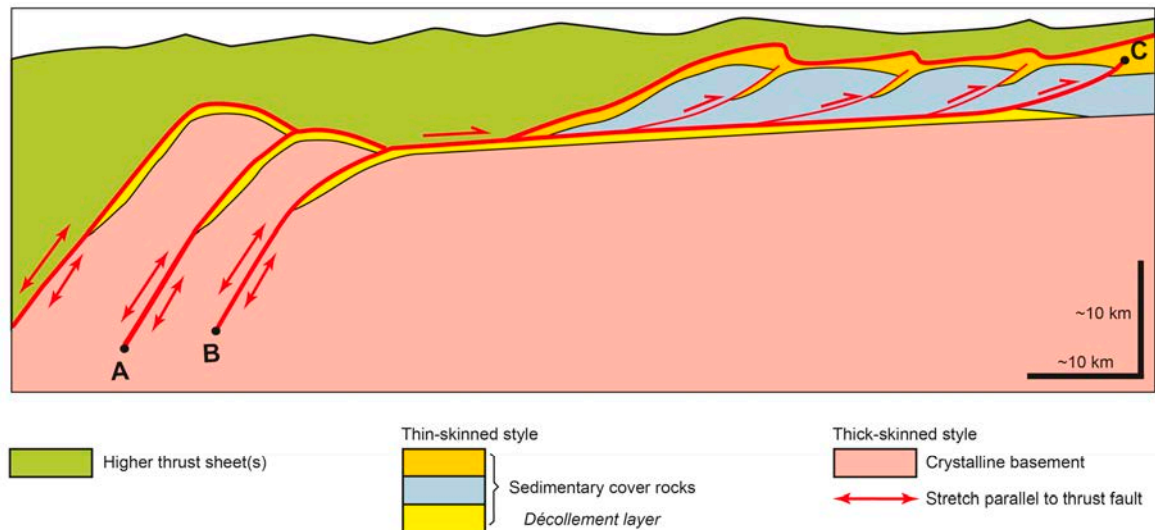 C
A
B
~10 km
~10 km
Thin-skinned style
Thick-skinned style
Higher thrust sheet(s)
Sedimentary cover rocks
Décollement layer
Crystalline basement
Stretch parallel to thrust fault